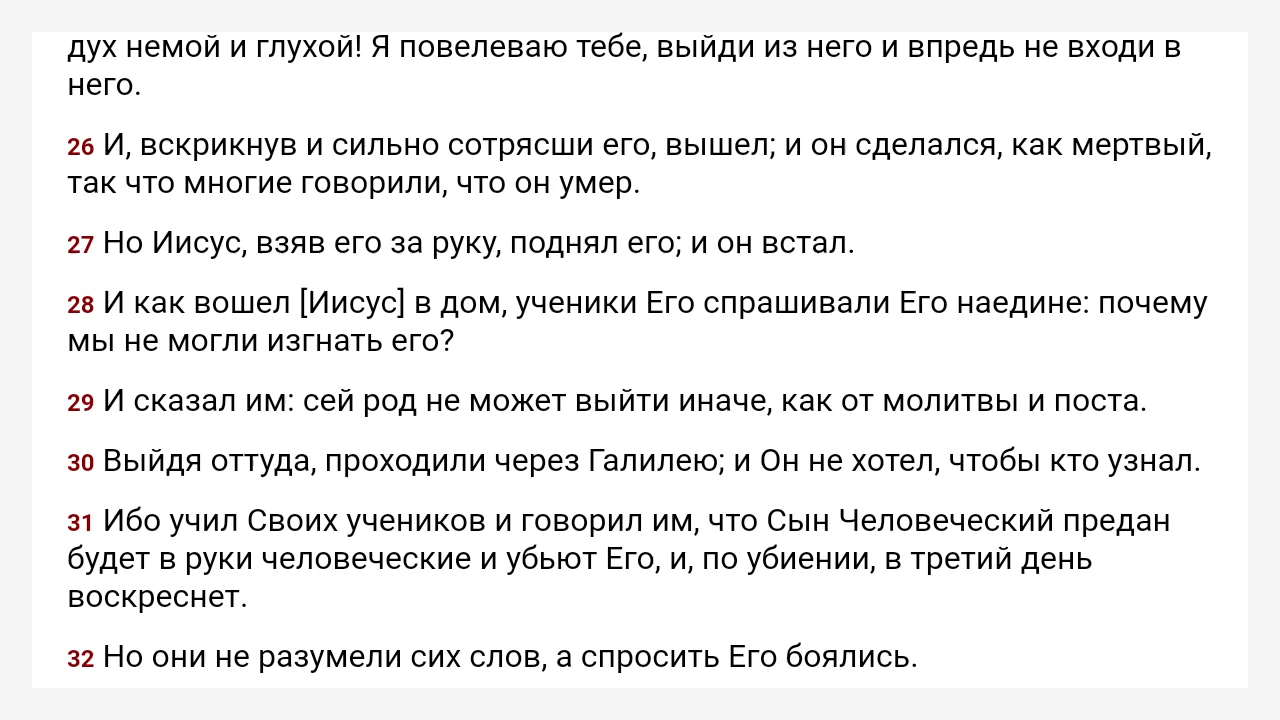 дух немой и глухой! Я повелеваю тебе, выйди из него и впредь не входи в
него.
26 И, вскрикнув и сильно сотрясши его, вышел; и он сделался, как мертвый,
так что многие говорили, что он умер.
27 Но Иисус, взяв его за руку, поднял его; и он встал.
28 И как вошел [Иисус] в дом, ученики Его спрашивали Его наедине: почему
мы не могли изгнать его?
29 И сказал им: сей род не может выйти иначе, как от молитвы и поста.
30 Выйдя оттуда, проходили через Галилею; и Он не хотел, чтобы кто узнал.
31 Ибо учил Своих учеников и говорил им, что Сын Человеческий предан
будет в руки человеческие и убьют Его, и, по убиении, в третий день
воскреснет.
32 Но они не разумели сих слов, а спросить Его боялись.